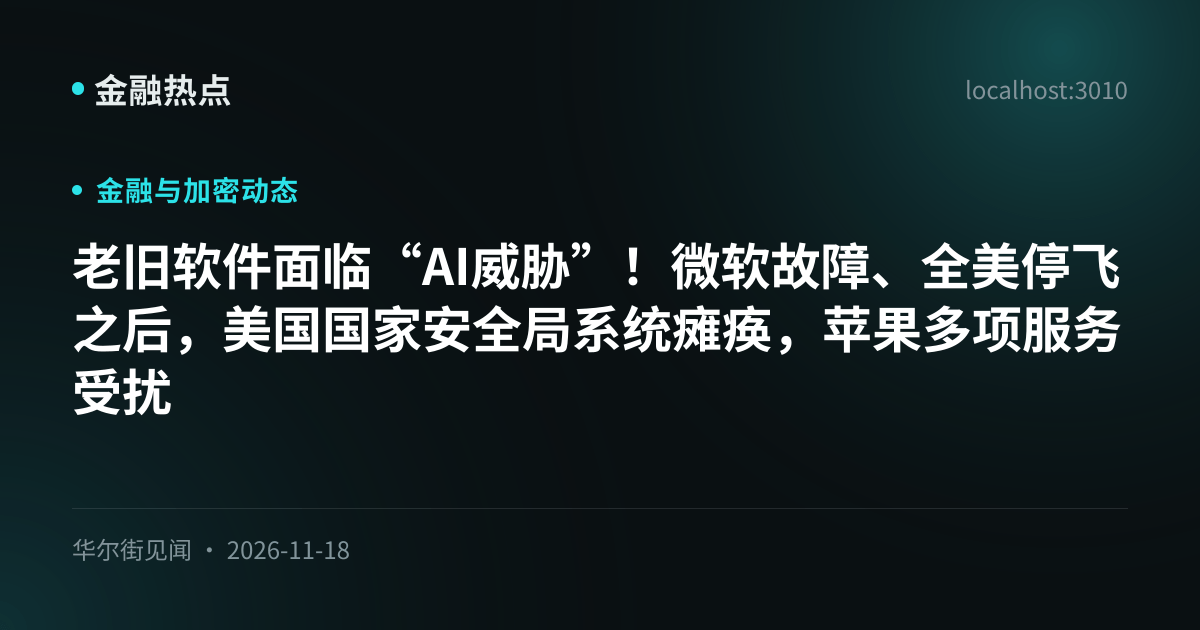 金融热点
localhost:3010
金融与加密动态
老旧软件面临“AI威胁”！微软故障、全美停飞
之后，美国国家安全局系统瘫痪，苹果多项服务
受扰
华尔街见闻 · 2026-11-18